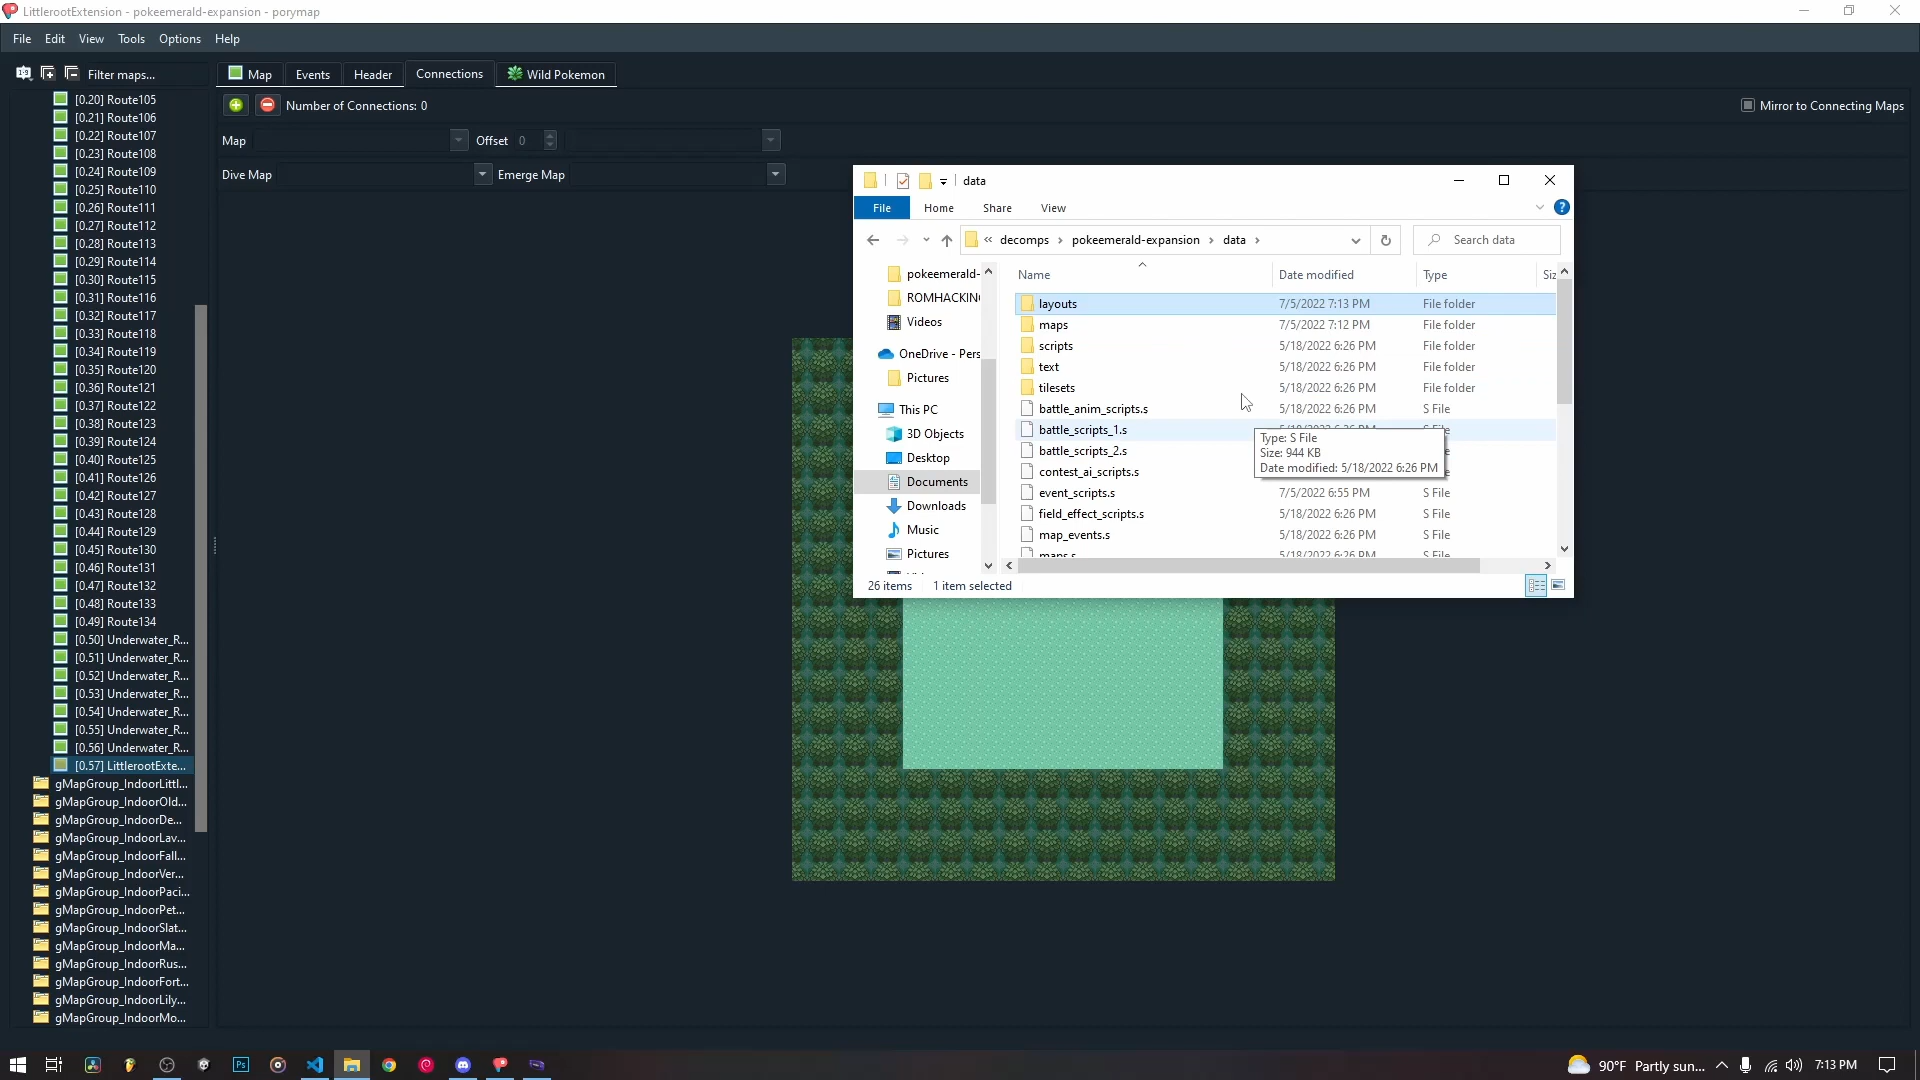 LittlerootExtension - pokeemerald-expansion - porymap
File Edit View Tools Options Help
Filter maps...
Map Events Header Connections Wild Pokemon
Number of Connections: 0
Mirror to Connecting Maps
Map Offset 0
Dive Map Emerge Map
[0.20] Route105
[0.21] Route106
[0.22] Route107
[0.23] Route108
[0.24] Route109
[0.25] Route110
[0.26] Route111
[0.27] Route112
[0.28] Route113
[0.29] Route114
[0.30] Route115
[0.31] Route116
[0.32] Route117
[0.33] Route118
[0.34] Route119
[0.35] Route120
[0.36] Route121
[0.37] Route122
[0.38] Route123
[0.39] Route124
[0.40] Route125
[0.41] Route126
[0.42] Route127
[0.43] Route128
[0.44] Route129
[0.45] Route130
[0.46] Route131
[0.47] Route132
[0.48] Route133
[0.49] Route134
[0.50] Underwater_R...
[0.51] Underwater_R...
[0.52] Underwater_R...
[0.53] Underwater_R...
[0.54] Underwater_R...
[0.55] Underwater_R...
[0.56] Underwater_R...
[0.57] LittlerootExte...
gMapGroup_IndoorLittl...
gMapGroup_IndoorOld...
gMapGroup_IndoorDe...
gMapGroup_IndoorLav...
gMapGroup_IndoorFall...
gMapGroup_IndoorVer...
gMapGroup_IndoorPaci...
gMapGroup_IndoorPet...
gMapGroup_IndoorSlat...
gMapGroup_IndoorMa...
gMapGroup_IndoorRus...
gMapGroup_IndoorFort...
gMapGroup_IndoorLily...
gMapGroup_IndoorMo...
data
File Home Share View
« decomps > pokeemerald-expansion > data >
Search data
pokeemerald-
ROMHACKING
Videos
OneDrive - Pers
Pictures
This PC
3D Objects
Desktop
Documents
Downloads
Music
Pictures
Name Date modified Type Siz
layouts 7/5/2022 7:13 PM File folder
maps 7/5/2022 7:12 PM File folder
scripts 5/18/2022 6:26 PM File folder
text 5/18/2022 6:26 PM File folder
tilesets 5/18/2022 6:26 PM File folder
battle_anim_scripts.s 5/18/2022 6:26 PM S File
battle_scripts_1.s
battle_scripts_2.s
contest_ai_scripts.s
event_scripts.s 7/5/2022 6:55 PM S File
field_effect_scripts.s 5/18/2022 6:26 PM S File
map_events.s 5/18/2022 6:26 PM S File
maps.s 5/18/2022 6:26 PM S File
Type: S File
Size: 944 KB
Date modified: 5/18/2022 6:26 PM
26 items 1 item selected
90°F Partly sun...
7:13 PM